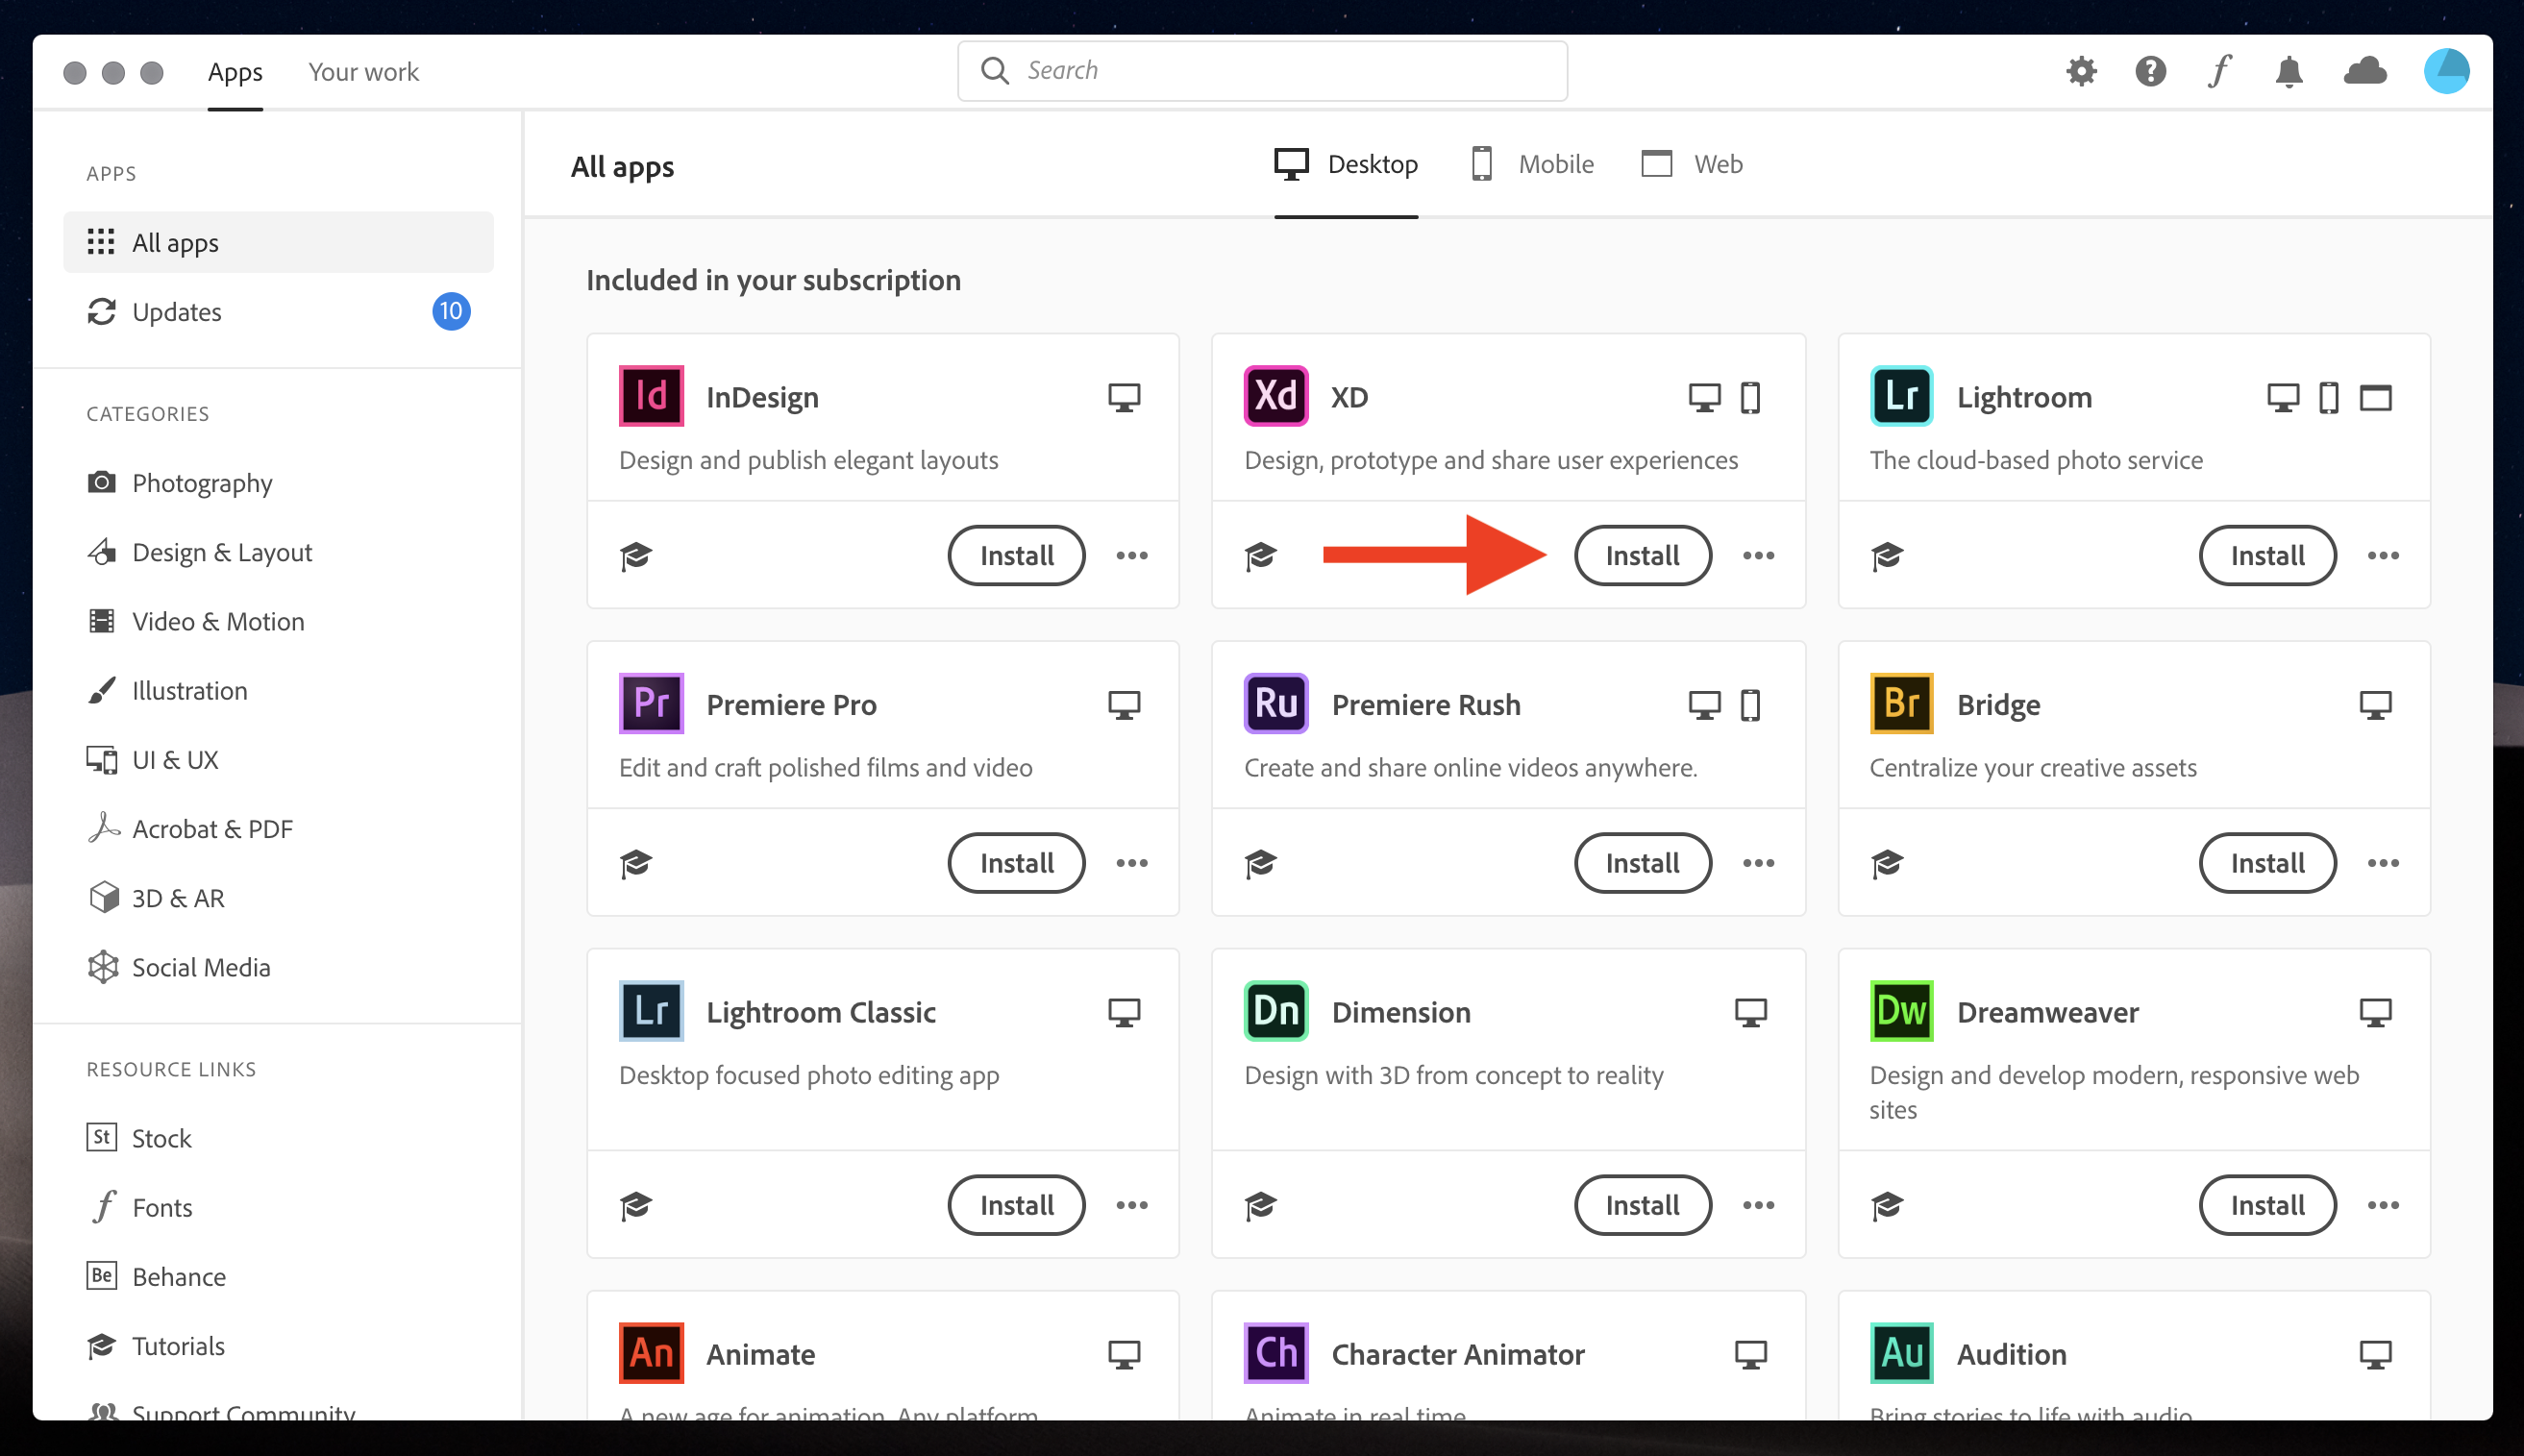 Apps Your work Search
APPS
All apps
Updates 10
CATEGORIES
Photography
Design & Layout
Video & Motion
Illustration
UI & UX
Acrobat & PDF
3D & AR
Social Media
RESOURCE LINKS
St Stock
Fonts
Be Behance
Tutorials
Support Community
All apps Desktop Mobile Web
Included in your subscription
Id InDesign
Design and publish elegant layouts
Install
Xd XD
Design, prototype and share user experiences
Install
Lr Lightroom
The cloud-based photo service
Install
Pr Premiere Pro
Edit and craft polished films and video
Install
Ru Premiere Rush
Create and share online videos anywhere.
Install
Br Bridge
Centralize your creative assets
Install
Lr Lightroom Classic
Desktop focused photo editing app
Install
Dn Dimension
Design with 3D from concept to reality
Install
Dw Dreamweaver
Design and develop modern, responsive web
sites
Install
An Animate
A new age for animation. Any platform.
Ch Character Animator
Animate in real time.
Au Audition
Bring stories to life with audio.